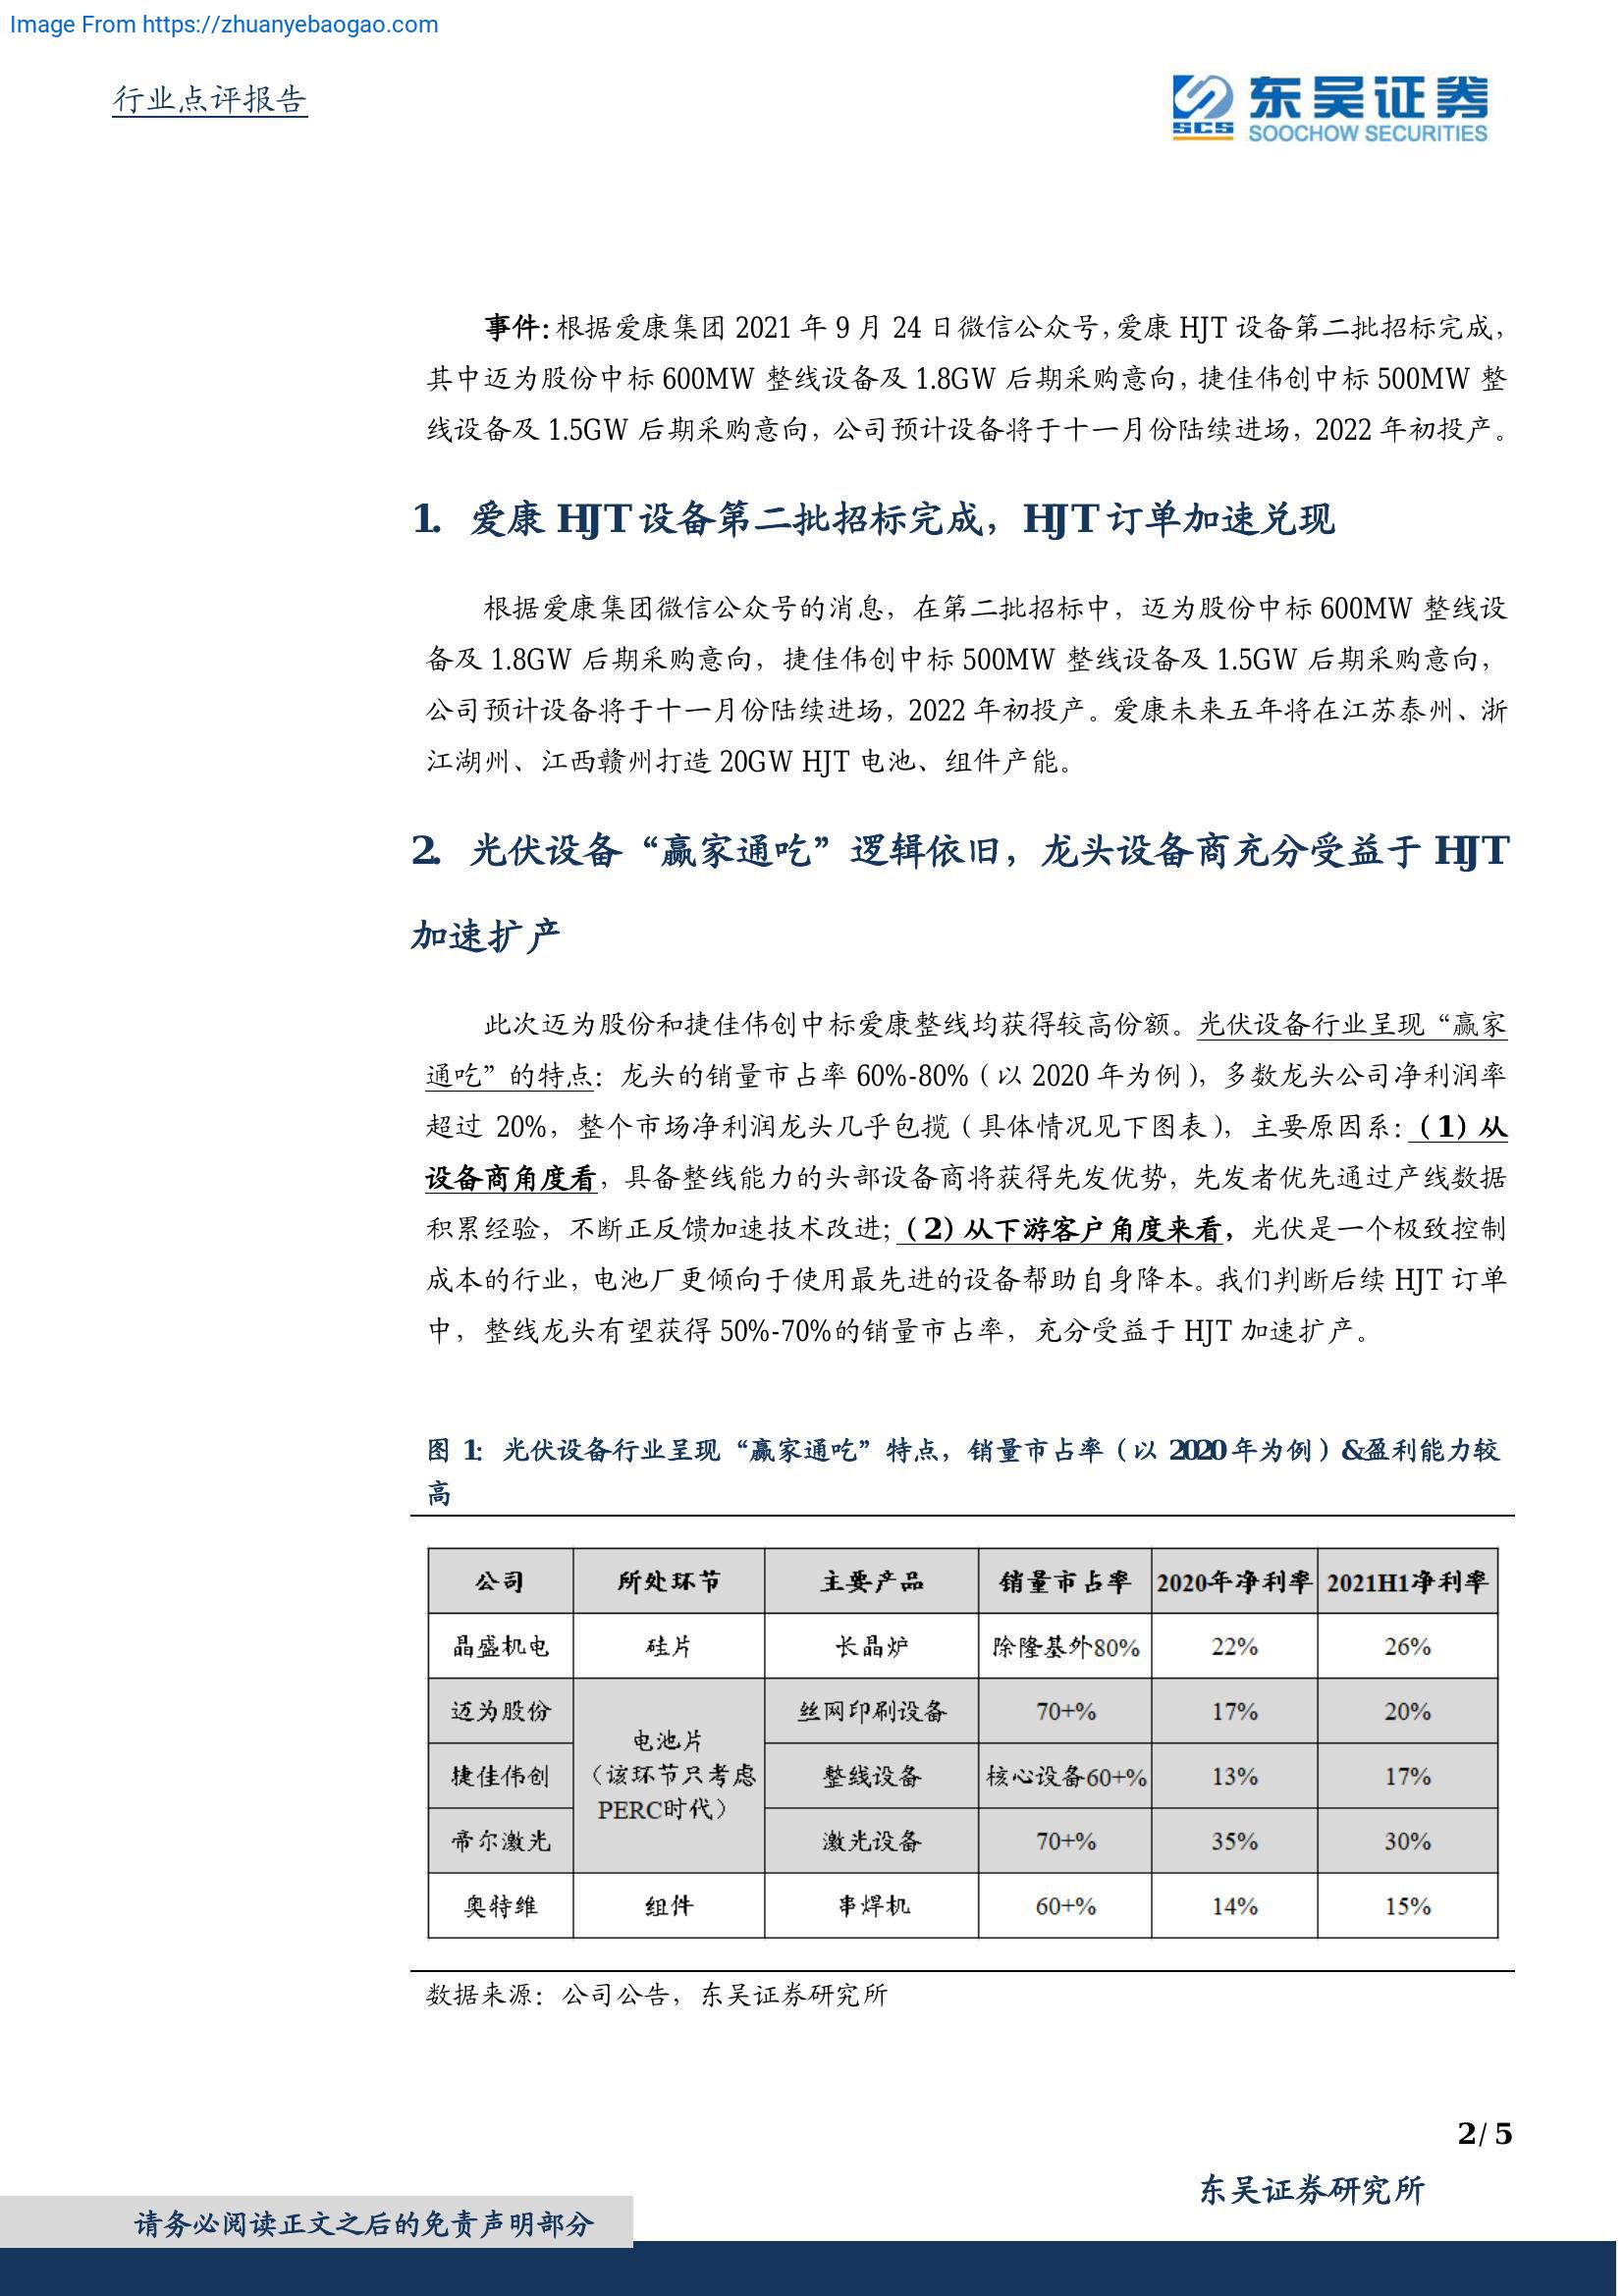 Image From https://zhuanyebaogao.com
行业点评报告
SCS 东吴证券
SOOCHOW SECURITIES
事件:根据爱康集团 2021 年 9 月 24 日微信公众号，爱康 HJT 设备第二批招标完成，
其中迈为股份中标 600MW 整线设备及 1.8GW 后期采购意向，捷佳伟创中标 500MW 整
线设备及 1.5GW 后期采购意向，公司预计设备将于十一月份陆续进场，2022 年初投产。
1. 爱康 HJT 设备第二批招标完成，HJT 订单加速兑现
根据爱康集团微信公众号的消息，在第二批招标中，迈为股份中标 600MW 整线设
备及 1.8GW 后期采购意向，捷佳伟创中标 500MW 整线设备及 1.5GW 后期采购意向，
公司预计设备将于十一月份陆续进场，2022 年初投产。爱康未来五年将在江苏泰州、浙
江湖州、江西赣州打造 20GW HJT 电池、组件产能。
2. 光伏设备“赢家通吃”逻辑依旧，龙头设备商充分受益于 HJT
加速扩产
此次迈为股份和捷佳伟创中标爱康整线均获得较高份额。光伏设备行业呈现“赢家
通吃”的特点：龙头的销量市占率 60%-80%（以 2020 年为例），多数龙头公司净利润率
超过 20%，整个市场净利润龙头几乎包揽（具体情况见下图表），主要原因系：（1）从
设备商角度看，具备整线能力的头部设备商将获得先发优势，先发者优先通过产线数据
积累经验，不断正反馈加速技术改进；（2）从下游客户角度来看，光伏是一个极致控制
成本的行业，电池厂更倾向于使用最先进的设备帮助自身降本。我们判断后续 HJT 订单
中，整线龙头有望获得 50%-70%的销量市占率，充分受益于 HJT 加速扩产。
图 1：光伏设备行业呈现“赢家通吃”特点，销量市占率（以 2020 年为例）&盈利能力较
高
公司 所处环节 主要产品 销量市占率 2020年净利率 2021H1净利率
晶盛机电 硅片 长晶炉 除隆基外80% 22% 26%
迈为股份 丝网印刷设备 70+% 17% 20%
电池片
（该环节只考虑
PERC时代）
捷佳伟创 整线设备 核心设备60+% 13% 17%
帝尔激光 激光设备 70+% 35% 30%
奥特维 组件 串焊机 60+% 14% 15%
数据来源：公司公告，东吴证券研究所
2/ 5
东吴证券研究所
请务必阅读正文之后的免责声明部分